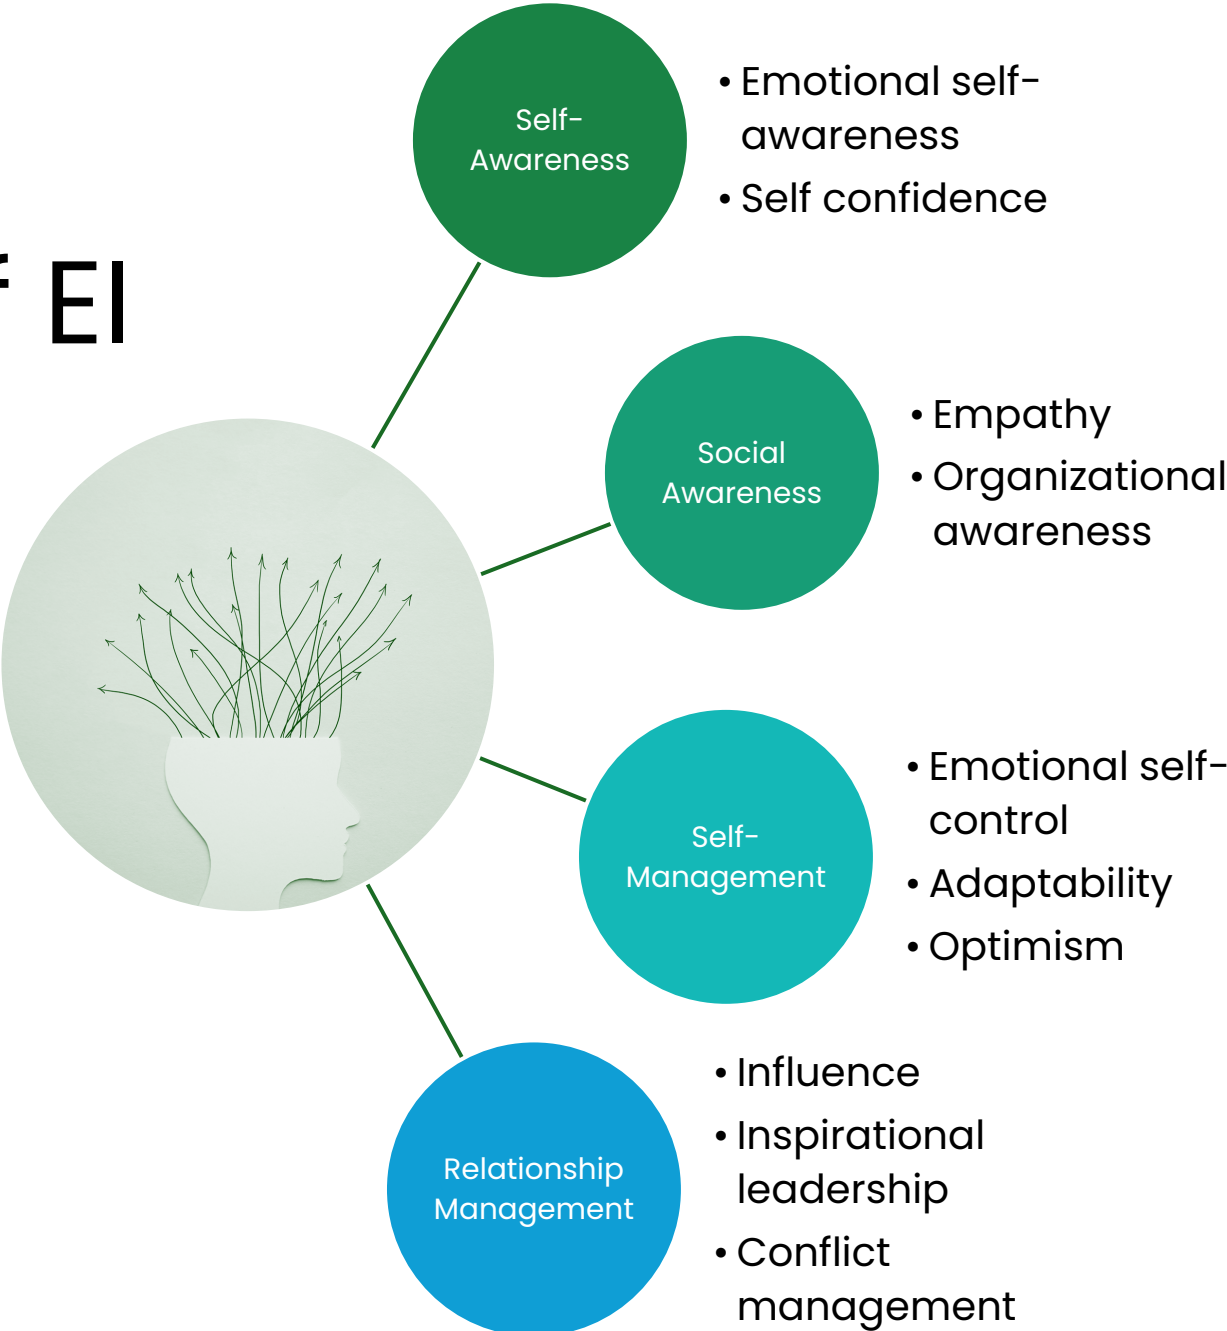 Self-
Awareness
• Emotional self-
awareness
• Self confidence
EI
Social
Awareness
• Empathy
• Organizational
awareness
Self-
Management
• Emotional self-
control
• Adaptability
• Optimism
Relationship
Management
• Influence
• Inspirational
leadership
• Conflict
management